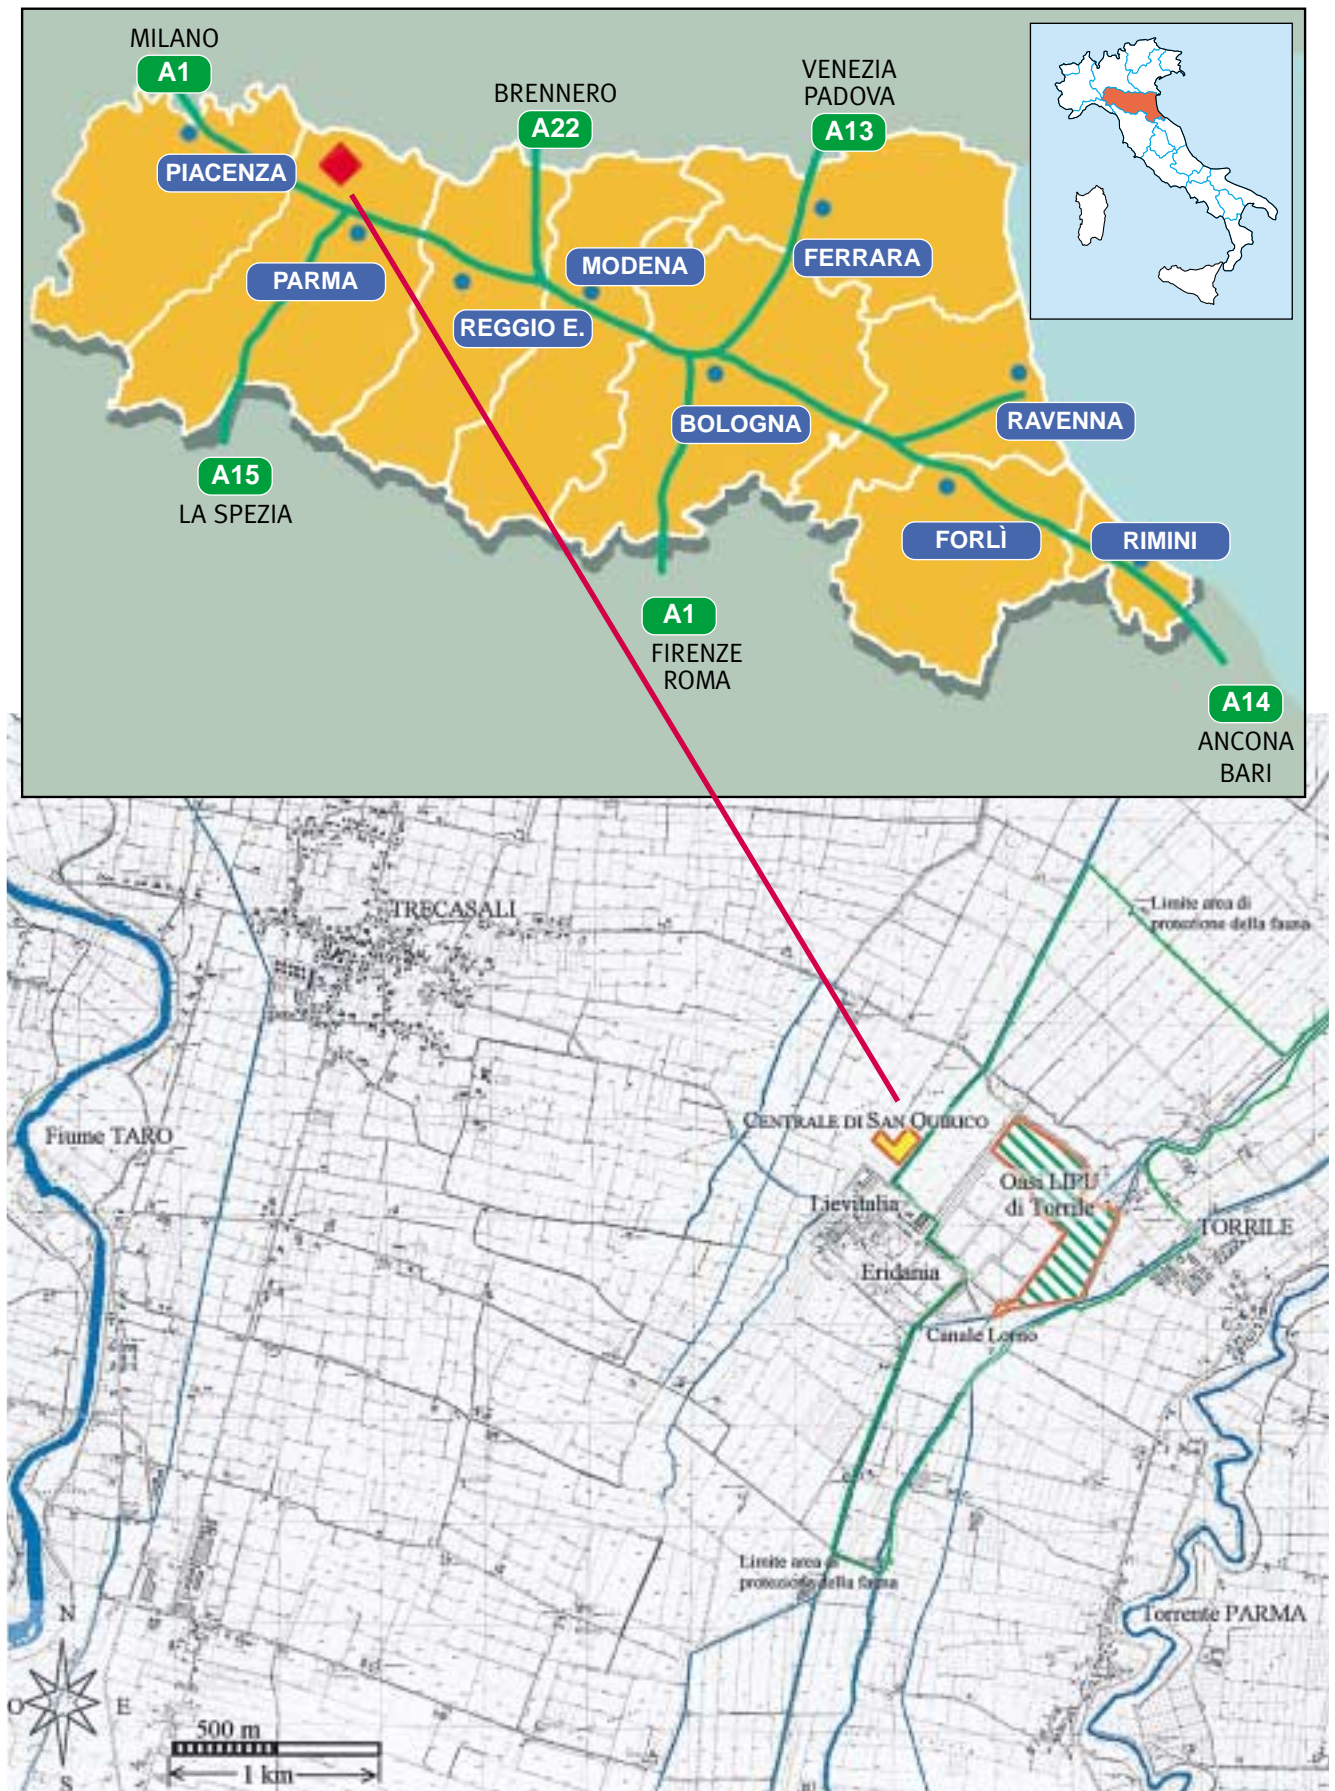 MILANO
A1
BRENNERO
A22
VENEZIA
PADOVA
A13
PIACENZA
PARMA
MODENA
FERRARA
REGGIO E.
BOLOGNA
RAVENNA
A15
LA SPEZIA
FORLÌ
RIMINI
A1
FIRENZE
ROMA
A14
ANCONA
BARI
TRECASALI
Limite area di
protezione della fauna
Fiume TARO
CENTRALE DI SAN QUIRICO
Oasi LIPU
di Torrile
Lievitalia
TORRILE
Eridania
Canale Lorno
Limite area di
protezione della fauna
Torrente PARMA
N
O
E
S
500 m
1 km